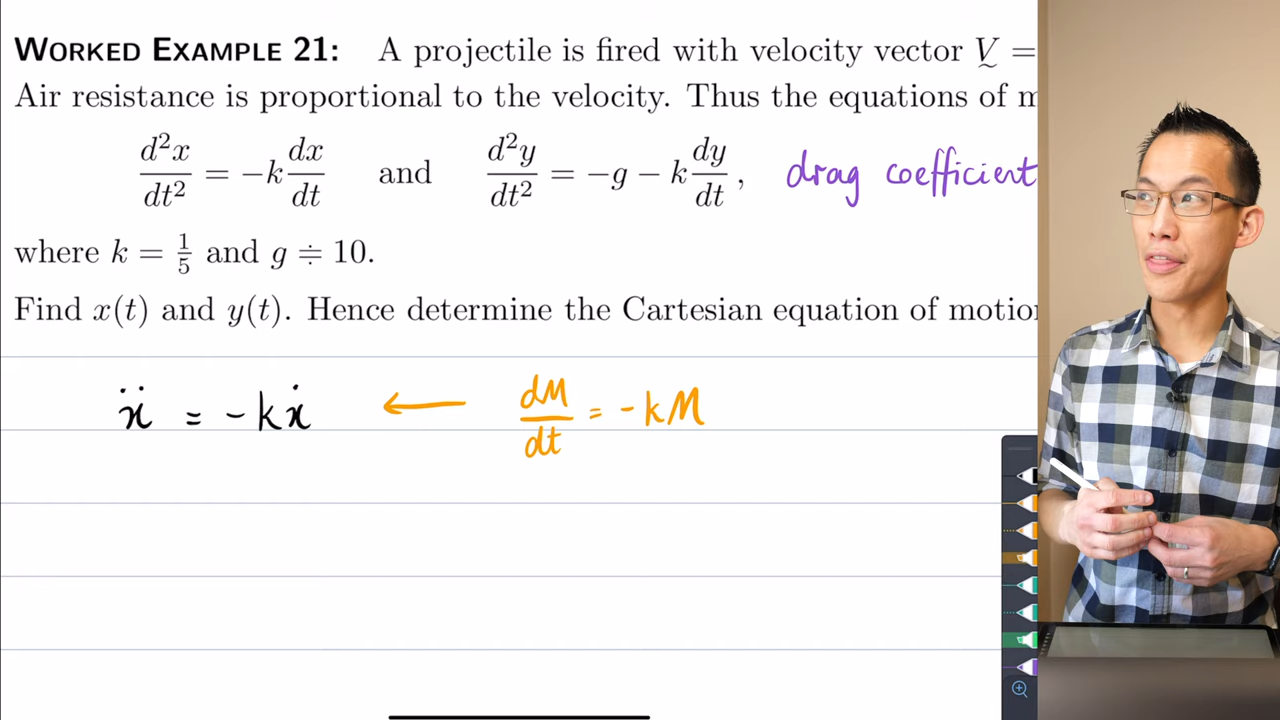 WORKED EXAMPLE 21: A projectile is fired with velocity vector V =
Air resistance is proportional to the velocity. Thus the equations of
d²x/dt² = −k dx/dt and d²y/dt² = −g − k dy/dt , drag coefficient
where k = 1/5 and g ≑ 10.
Find x(t) and y(t). Hence determine the Cartesian equation of
ẍ = -kẋ ← dM/dt = -kM